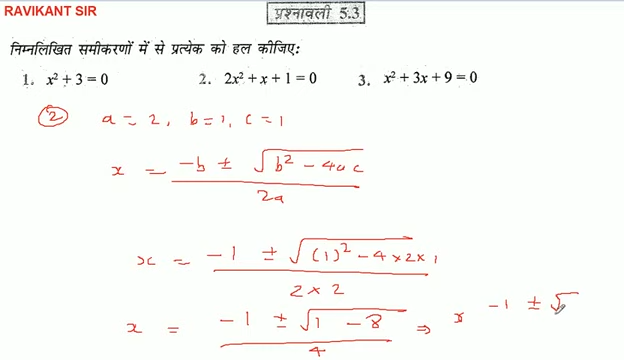 RAVIKANT SIR
प्रश्नावली 5.3
निम्नलिखित समीकरणों में से प्रत्येक को हल कीजिए:
1. x² + 3 = 0 2. 2x² + x + 1 = 0 3. x² + 3x + 9 = 0
② a = 2, b = 1, c = 1
x = (-b ± √(b² - 4ac)) / 2a
x = (-1 ± √((1)² - 4×2×1)) / 2×2
x = (-1 ± √(1 - 8)) / 4 ⇒ x -1 ± √